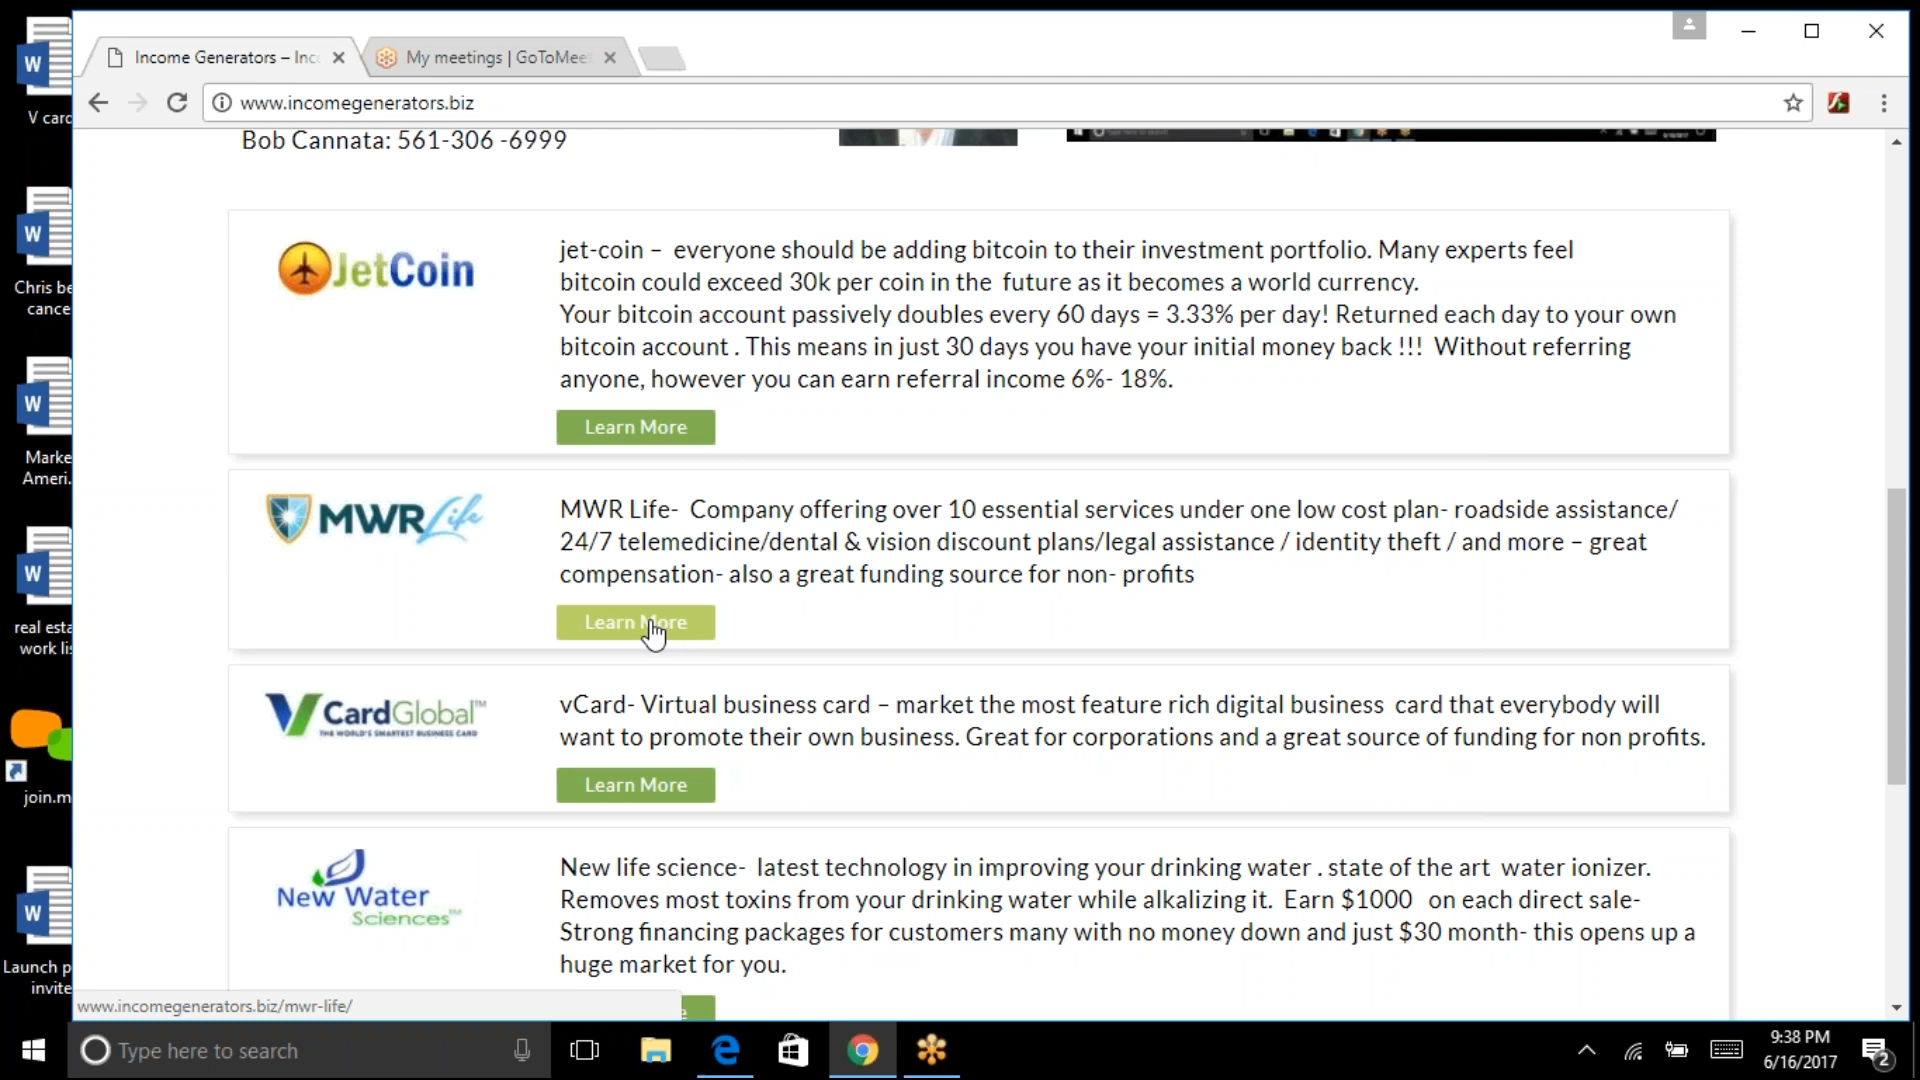 Income Generators – Inc
My meetings | GoToMee
www.incomegenerators.biz
Bob Cannata: 561-306 -6999
JetCoin
jet-coin – everyone should be adding bitcoin to their investment portfolio. Many experts feel
bitcoin could exceed 30k per coin in the future as it becomes a world currency.
Your bitcoin account passively doubles every 60 days = 3.33% per day! Returned each day to your own
bitcoin account . This means in just 30 days you have your initial money back !!! Without referring
anyone, however you can earn referral income 6%- 18%.
Learn More
MWR Life
MWR Life- Company offering over 10 essential services under one low cost plan- roadside assistance/
24/7 telemedicine/dental & vision discount plans/legal assistance / identity theft / and more – great
compensation- also a great funding source for non- profits
Learn More
VCardGlobal™
THE WORLD'S SMARTEST BUSINESS CARD
vCard- Virtual business card – market the most feature rich digital business card that everybody will
want to promote their own business. Great for corporations and a great source of funding for non profits.
Learn More
New Water
Sciences™
New life science- latest technology in improving your drinking water . state of the art water ionizer.
Removes most toxins from your drinking water while alkalizing it. Earn $1000 on each direct sale-
Strong financing packages for customers many with no money down and just $30 month- this opens up a
huge market for you.
www.incomegenerators.biz/mwr-life/
V card
Chris be
cance
Marke
Ameri.
real esta
work lis
join.m
Launch p
invite
Type here to search
9:38 PM
6/16/2017
2